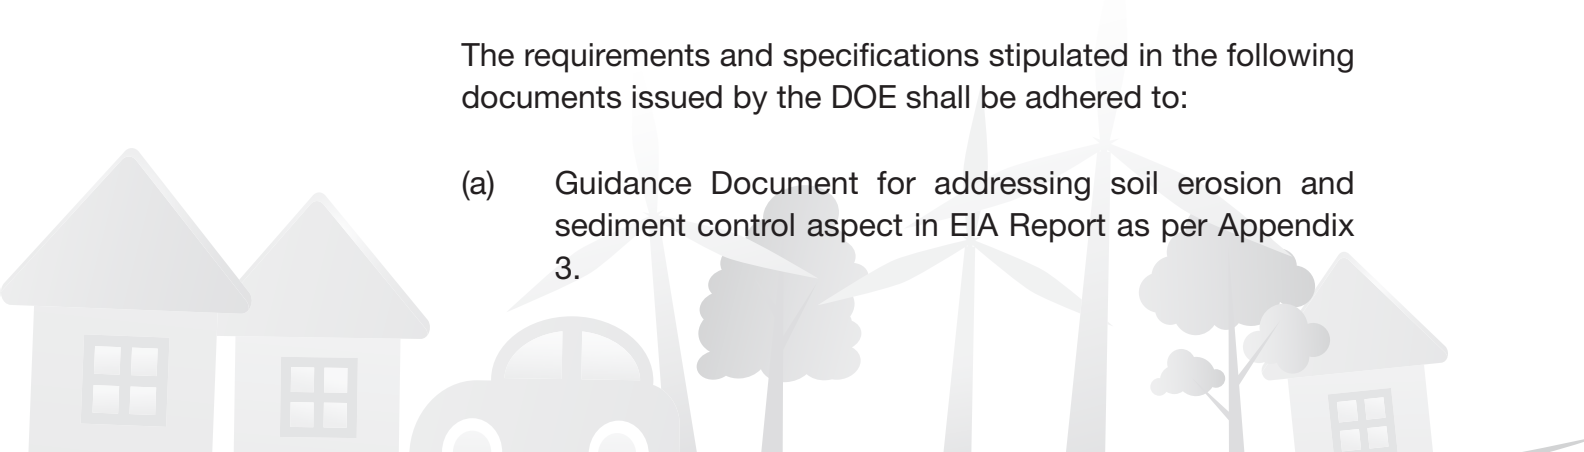 The requirements and specifications stipulated in the following
documents issued by the DOE shall be adhered to:
(a) Guidance Document for addressing soil erosion and
sediment control aspect in EIA Report as per Appendix
3.